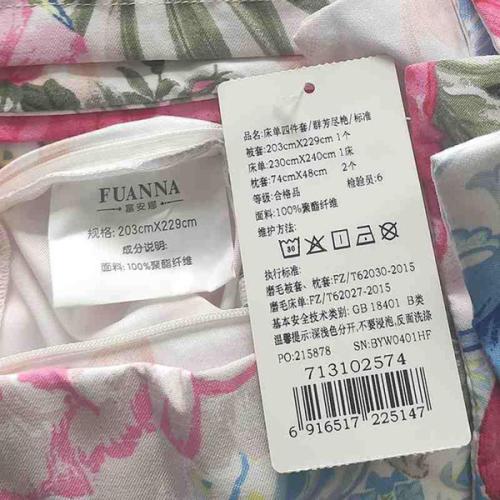 FUANNA
富安娜
规格: 203cmX229cm
成分说明:
面料: 100%聚酯纤维
品名:床单四件套/群芳尽艳/标准
被套:203cmX229cm 1个
床单:230cmX240cm 1床
枕套:74cmX48cm 2个
等级:合格品 检验员:6
面料:100%聚酯纤维
维护方法:
30
执行标准:
磨毛被套、枕套:FZ/T62030-2015
磨毛床单:FZ/T62027-2015
基本安全技术类别: GB 18401 B类
温馨提示:深浅色分开,不要浸泡,反面洗涤
PO:215878 SN:BYW0401HF
713102574
6 916517 225147